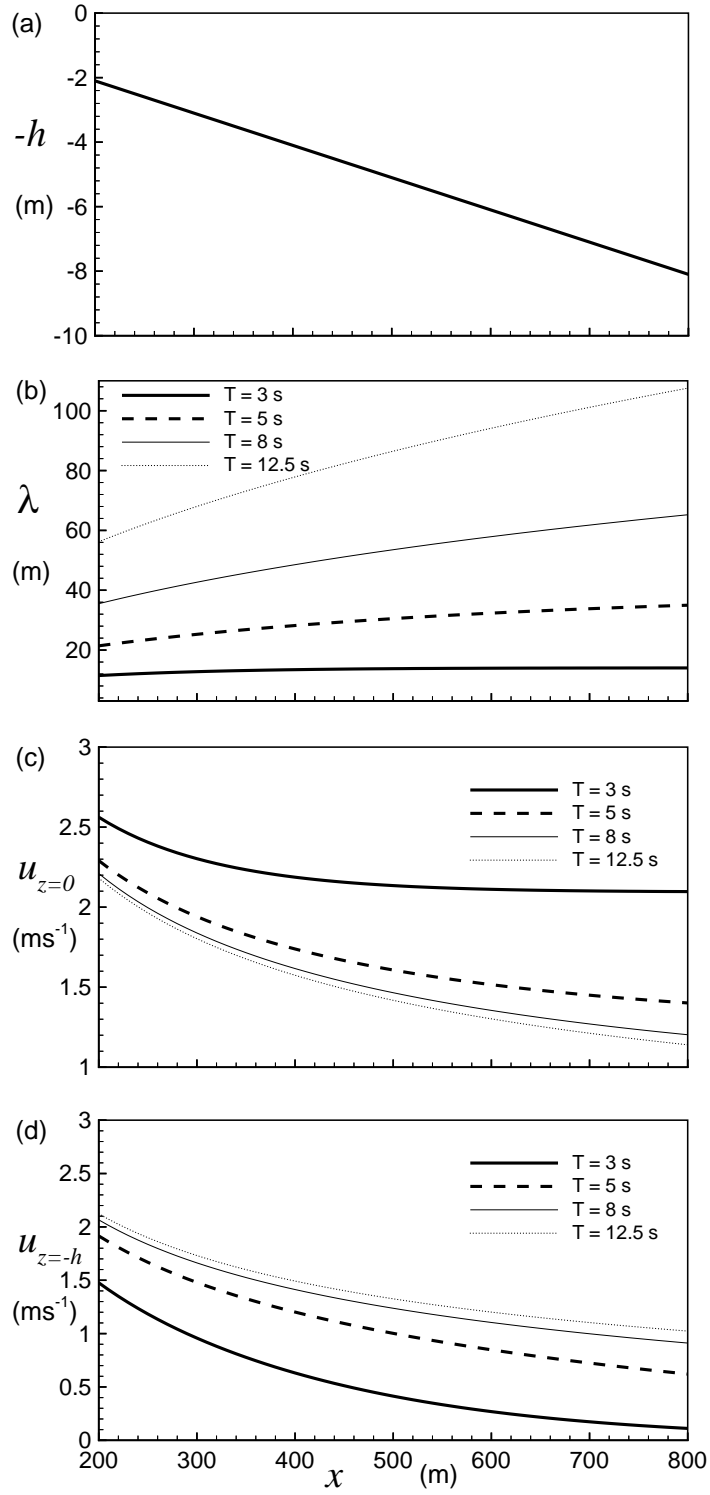 (a)
0
-2
-4
-6
-8
-10
-h
(m)
(b)
100
80
60
40
20
λ
(m)
T = 3 s
T = 5 s
T = 8 s
T = 12.5 s
(c)
3
2.5
2
1.5
1
u_{z=0}
(ms⁻¹)
T = 3 s
T = 5 s
T = 8 s
T = 12.5 s
(d)
3
2.5
2
1.5
1
0.5
0
u_{z=-h}
(ms⁻¹)
T = 3 s
T = 5 s
T = 8 s
T = 12.5 s
200 300 400 500 600 700 800
x (m)